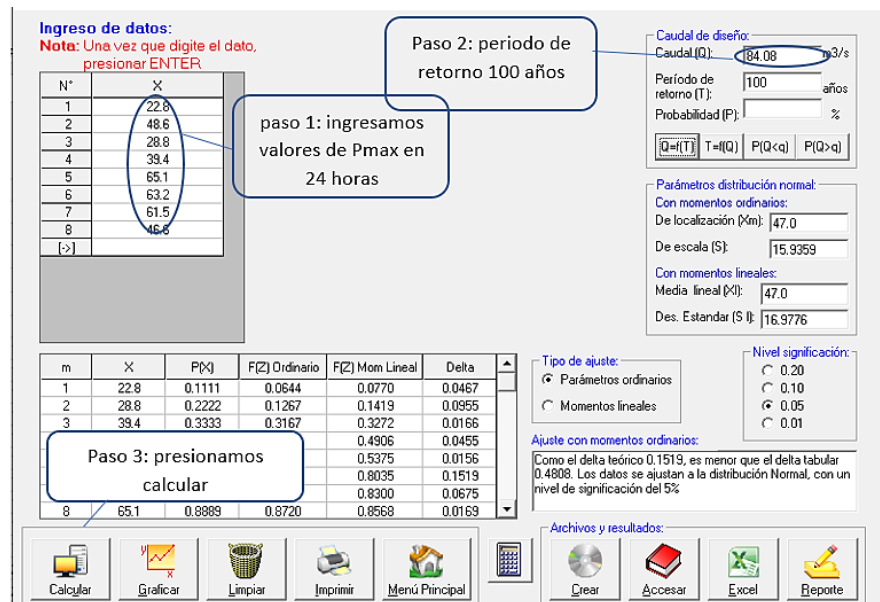 Ingreso de datos:
Nota: Una vez que digite el dato,
presionar ENTER
N° X
1 22.8
2 48.6
3 28.8
4 39.4
5 65.1
6 63.2
7 61.5
8 46.6
[->]
paso 1: ingresamos
valores de Pmax en
24 horas
Paso 2: periodo de
retorno 100 años
Caudal de diseño:
Caudal (Q): 84.08 m3/s
Período de
retorno (T): 100 años
Probabilidad (P): %
Q=f(T) T=f(Q) P(Q<q) P(Q>q)
Parámetros distribución normal:
Con momentos ordinarios:
De localización (Xm): 47.0
De escala (S): 15.9359
Con momentos lineales:
Media lineal (Xl): 47.0
Des. Estandar (S l): 16.9776
m X P(X) F(Z) Ordinario F(Z) Mom Lineal Delta
1 22.8 0.1111 0.0644 0.0770 0.0467
2 28.8 0.2222 0.1267 0.1419 0.0955
3 39.4 0.3333 0.3167 0.3272 0.0166
0.4906 0.0455
0.5375 0.0156
0.8035 0.1519
0.8300 0.0675
8 65.1 0.8889 0.8720 0.8568 0.0169
Paso 3: presionamos
calcular
Tipo de ajuste:
Parámetros ordinarios
Momentos lineales
Nivel significación:
0.20
0.10
0.05
0.01
Ajuste con momentos ordinarios:
Como el delta teórico 0.1519, es menor que el delta tabular
0.4808. Los datos se ajustan a la distribución Normal, con un
nivel de significación del 5%
Calcular Graficar Limpiar Imprimir Menú Principal
Archivos y resultados:
Crear Accesar Excel Reporte